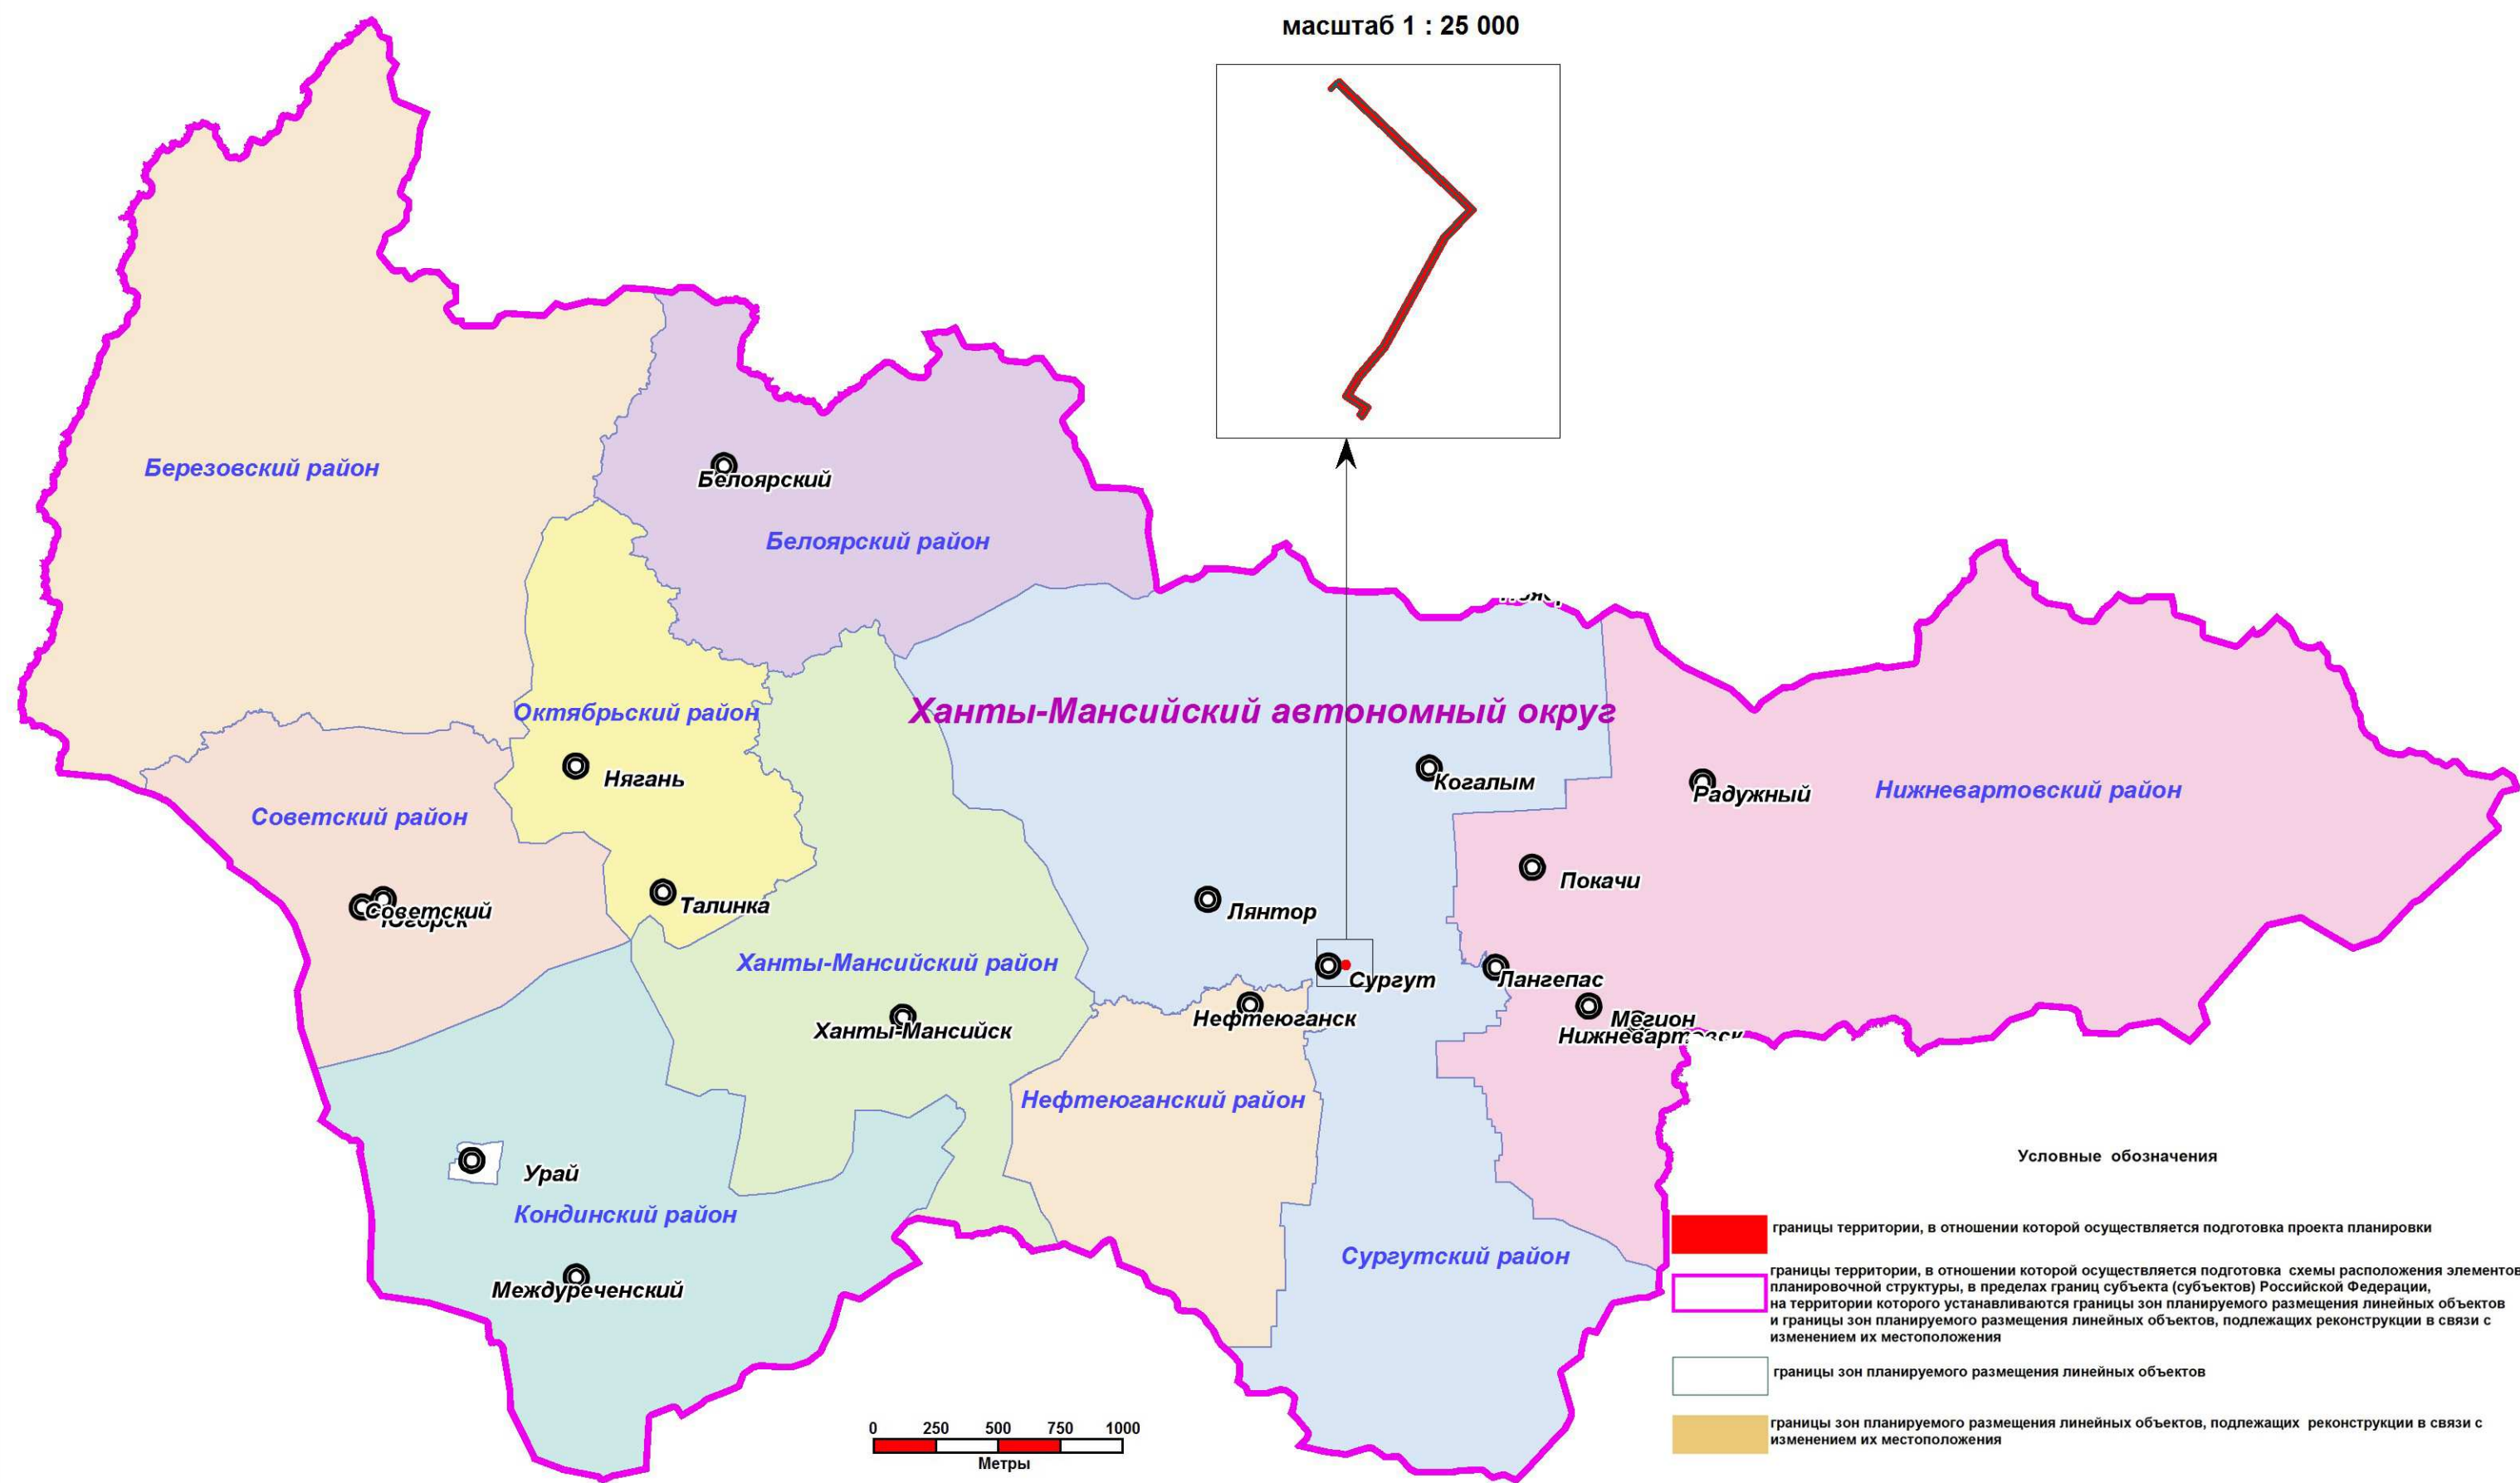 масштаб 1 : 25 000
Березовский район
Белоярский
Белоярский район
Ханты-Мансийский автономный округ
Октябрьский район
Нягань
Когалым
Радужный
Нижневартовский район
Советский район
Покачи
Талинка
Лянтор
Советский
Югорск
Ханты-Мансийский район
Сургут
Лангепас
Нефтеюганск
Мегион
Ханты-Мансийск
Нижневартовск
Нефтеюганский район
Урай
Кондинский район
Сургутский район
Междуреченский
Условные обозначения
границы территории, в отношении которой осуществляется подготовка проекта планировки
границы территории, в отношении которой осуществляется подготовка схемы расположения элементов
планировочной структуры, в пределах границ субъекта (субъектов) Российской Федерации,
на территории которого устанавливаются границы зон планируемого размещения линейных объектов
и границы зон планируемого размещения линейных объектов, подлежащих реконструкции в связи с
изменением их местоположения
границы зон планируемого размещения линейных объектов
границы зон планируемого размещения линейных объектов, подлежащих реконструкции в связи с
изменением их местоположения
0 250 500 750 1000
Метры